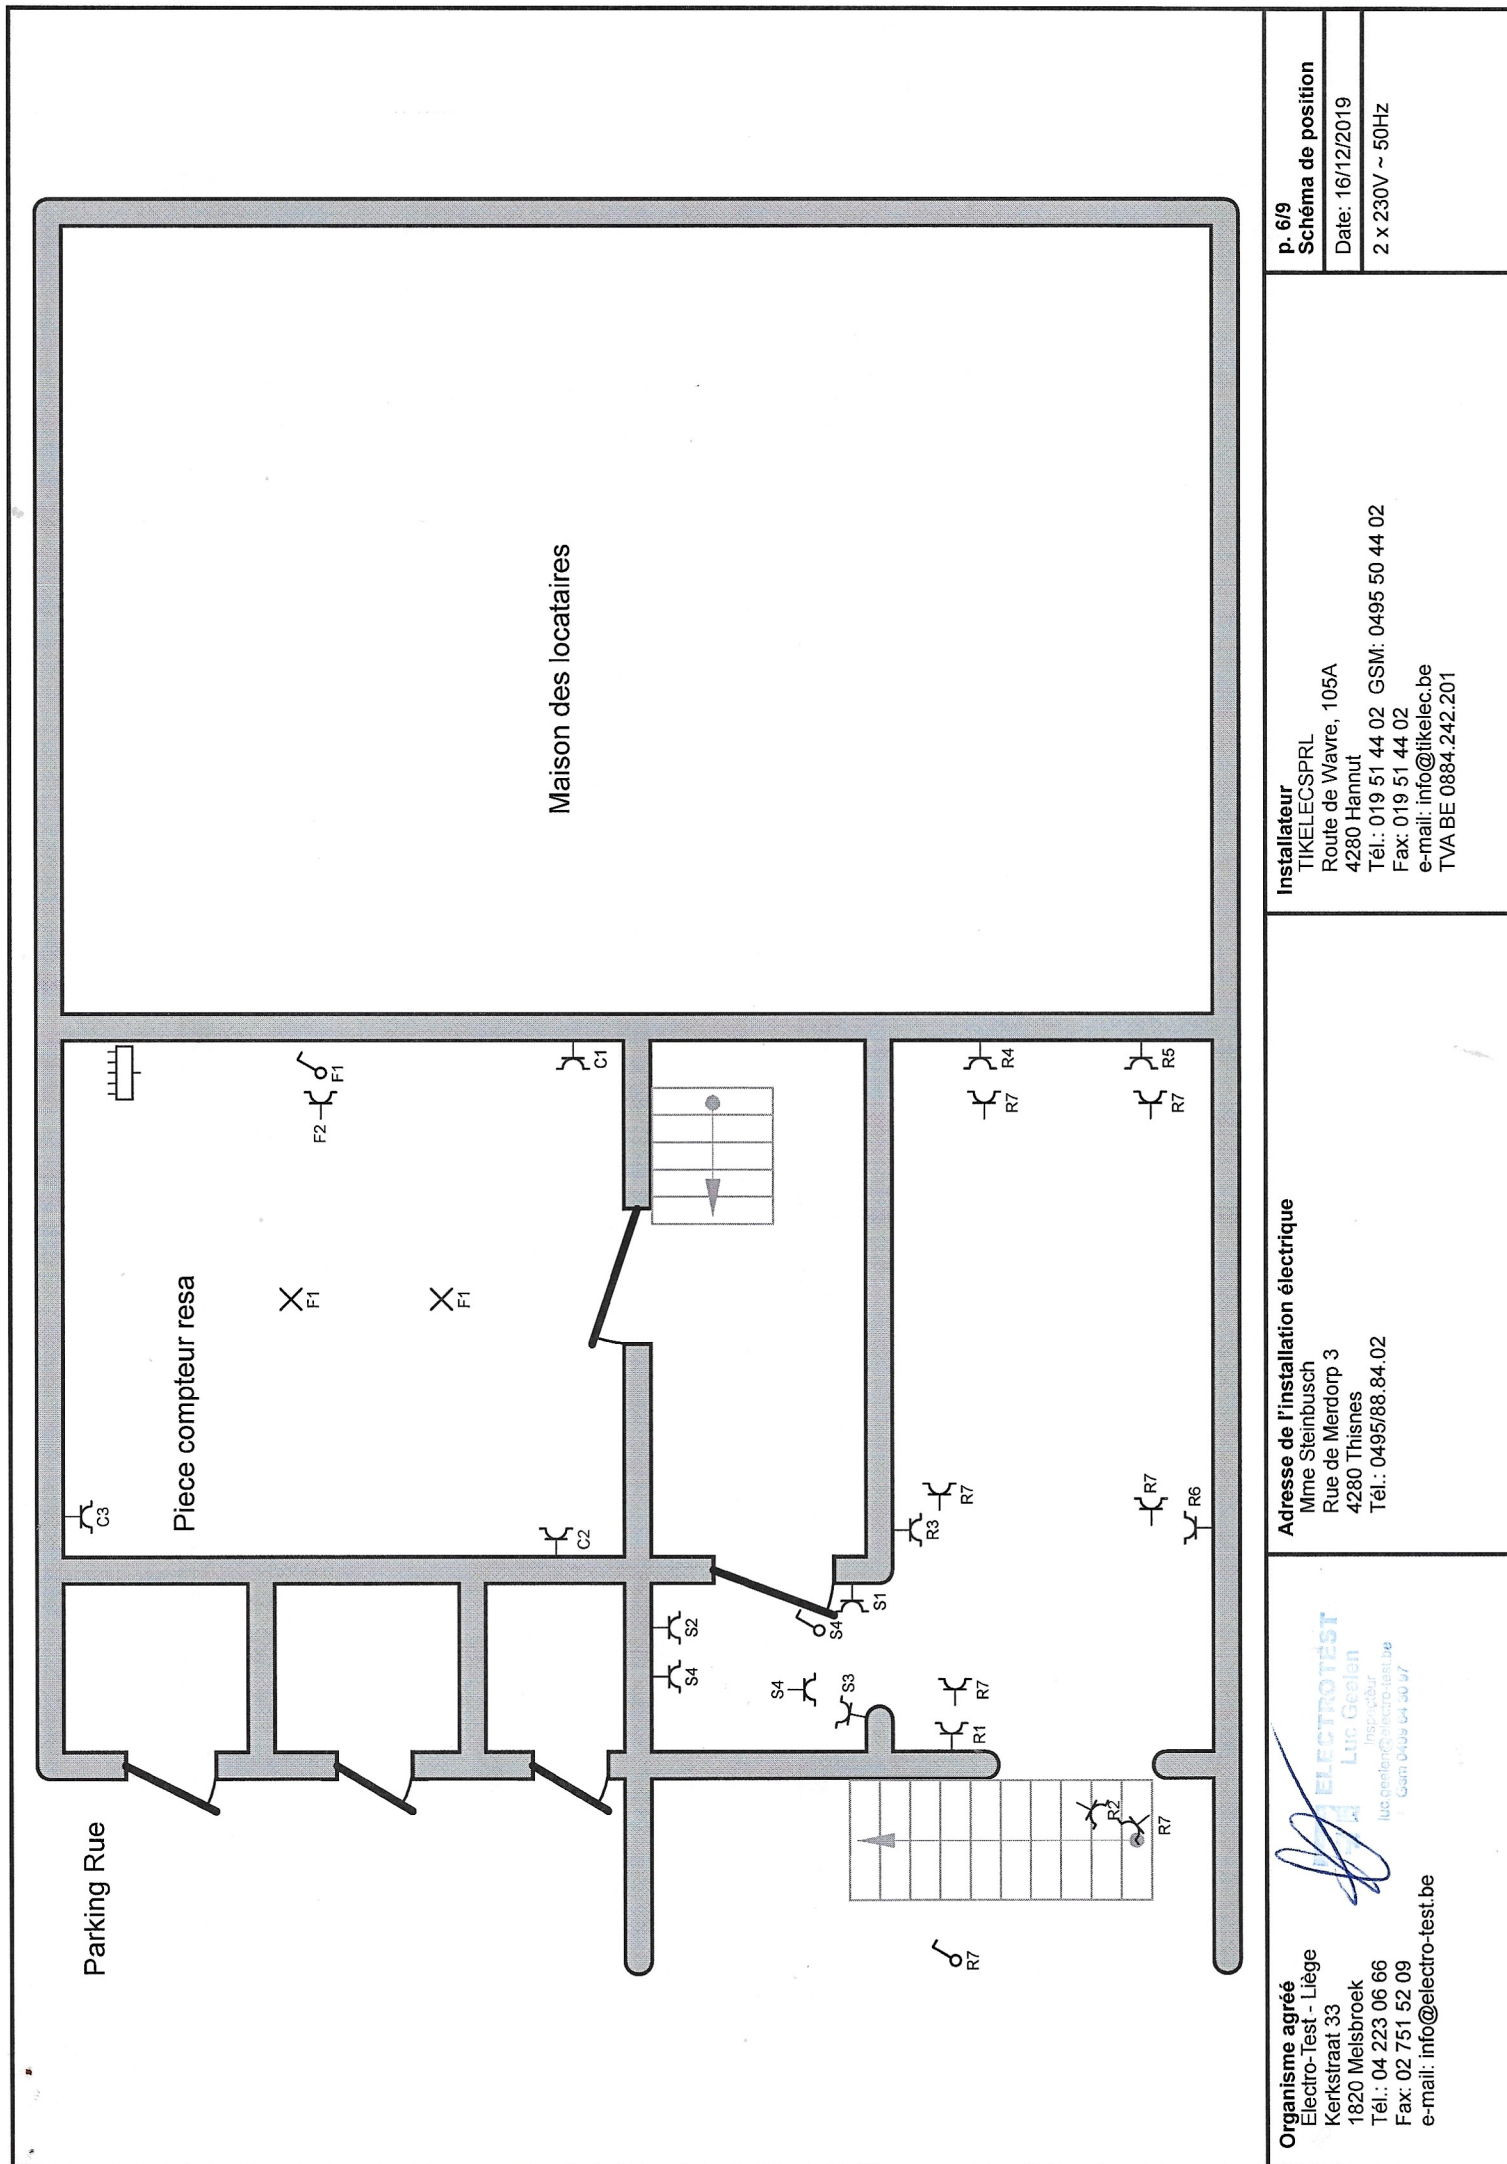 Parking Rue
Piece compteur resa
Maison des locataires
C3
C2
C1
F1
F1
F2
F1
S2
S4
S4
S3
S4
S1
R1
R7
R3
R7
R2
R7
R7
R7
R6
R7
R4
R7
R5
Organisme agréé
Electro-Test - Liège
Kerkstraat 33
1820 Melsbroek
Tél.: 04 223 06 66
Fax: 02 751 52 09
e-mail: info@electro-test.be
ELECTROTEST
Luc Geelen
Inspecteur
luc.geelen@electro-test.be
Adresse de l'installation électrique
Mme Steinbusch
Rue de Merdorp 3
4280 Thisnes
Tél.: 0495/88.84.02
Installateur
TIKELECSPRL
Route de Wavre, 105A
4280 Hannut
Tél.: 019 51 44 02 GSM: 0495 50 44 02
Fax: 019 51 44 02
e-mail: info@tikelec.be
TVA BE 0884.242.201
p. 6/9
Schéma de position
Date: 16/12/2019
2 x 230V ~ 50Hz